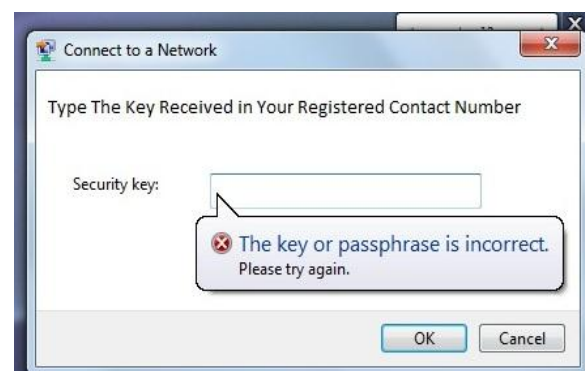 Connect to a Network
Type The Key Received in Your Registered Contact Number
Security key:
The key or passphrase is incorrect.
Please try again.
OK
Cancel